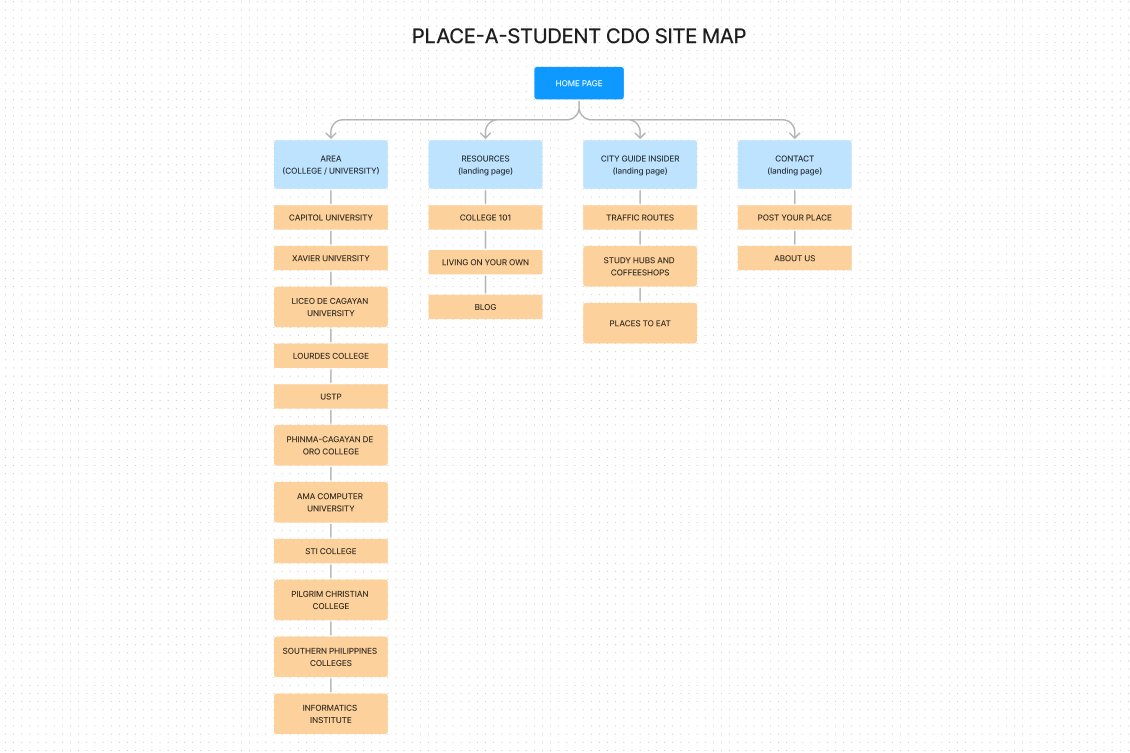 PLACE-A-STUDENT CDO SITE MAP
HOME PAGE
AREA
(COLLEGE / UNIVERSITY)
CAPITOL UNIVERSITY
XAVIER UNIVERSITY
LICEO DE CAGAYAN
UNIVERSITY
LOURDES COLLEGE
USTP
PHINMA-CAGAYAN DE
ORO COLLEGE
AMA COMPUTER
UNIVERSITY
STI COLLEGE
PILGRIM CHRISTIAN
COLLEGE
SOUTHERN PHILIPPINES
COLLEGES
INFORMATICS
INSTITUTE
RESOURCES
(landing page)
COLLEGE 101
LIVING ON YOUR OWN
BLOG
CITY GUIDE INSIDER
(landing page)
TRAFFIC ROUTES
STUDY HUBS AND
COFFEESHOPS
PLACES TO EAT
CONTACT
(landing page)
POST YOUR PLACE
ABOUT US